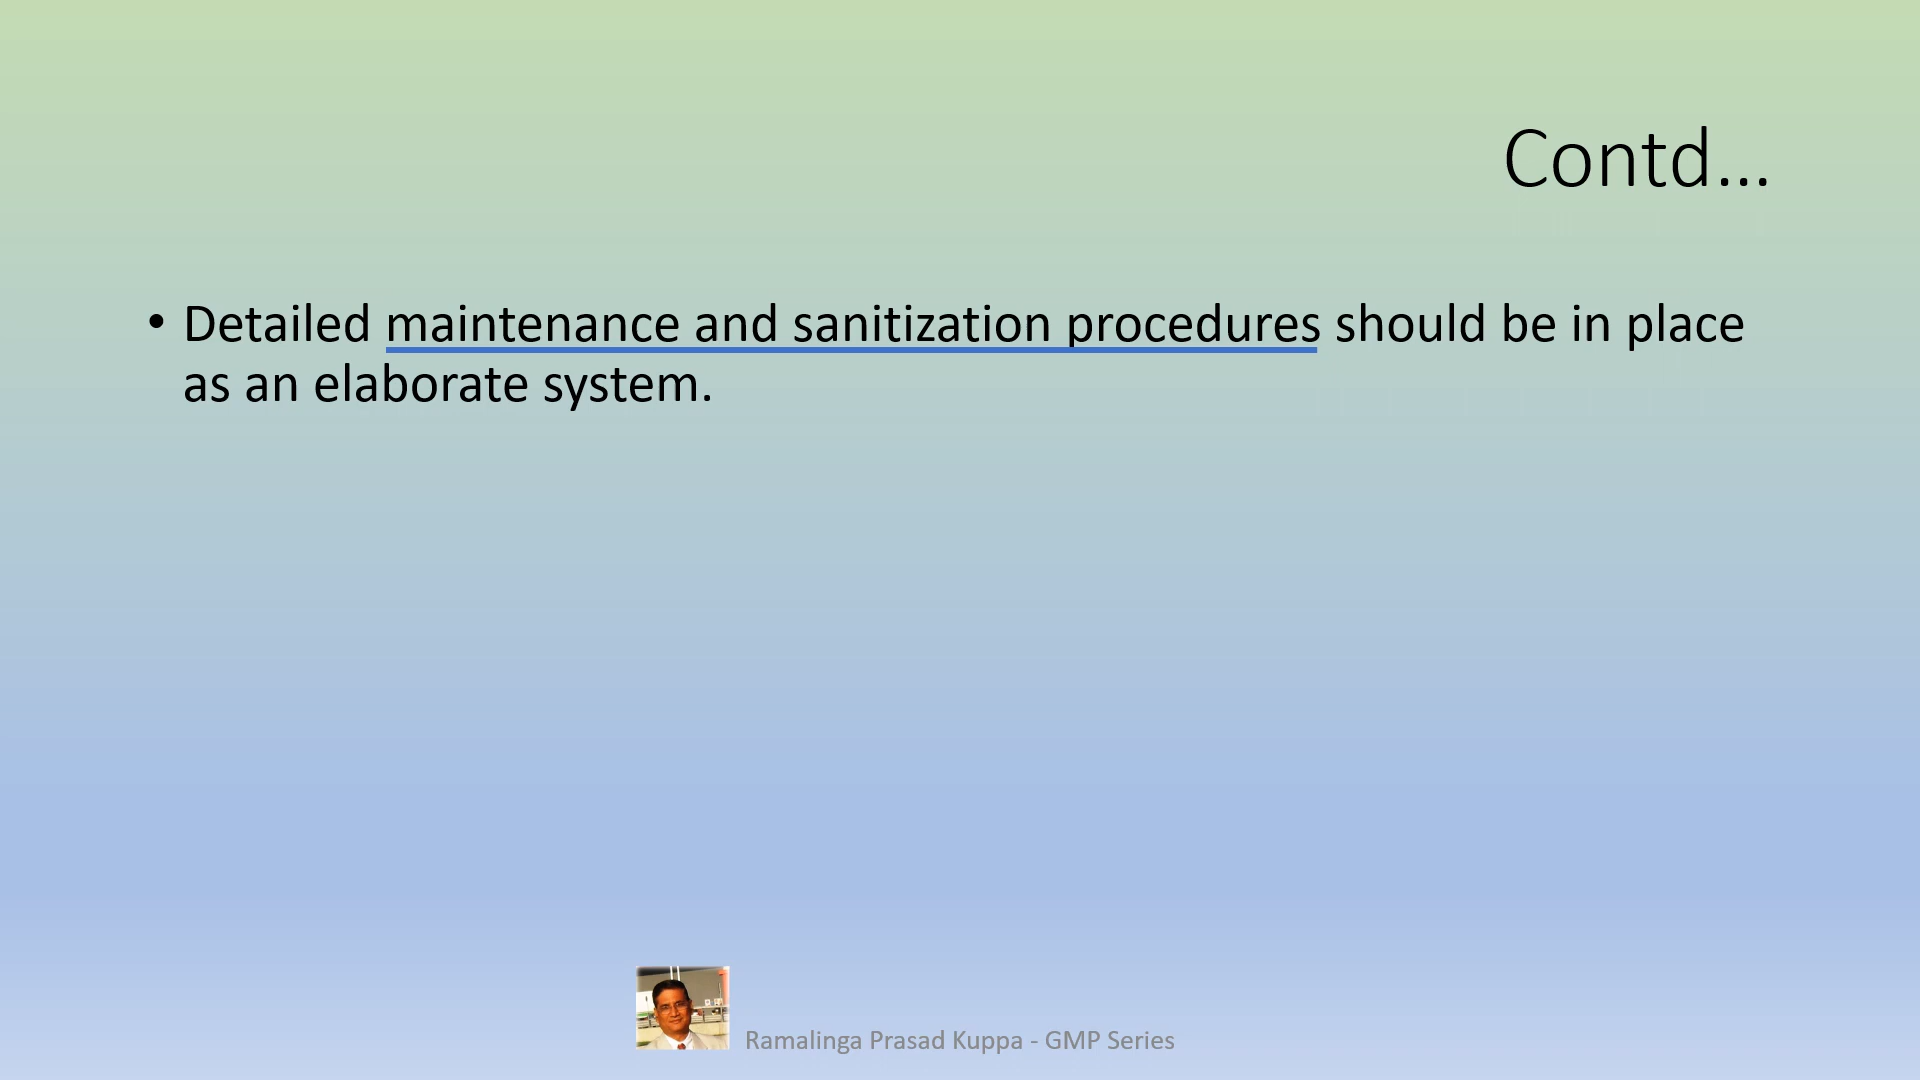 Contd...
• Detailed maintenance and sanitization procedures should be in place
as an elaborate system.
Ramalinga Prasad Kuppa - GMP Series